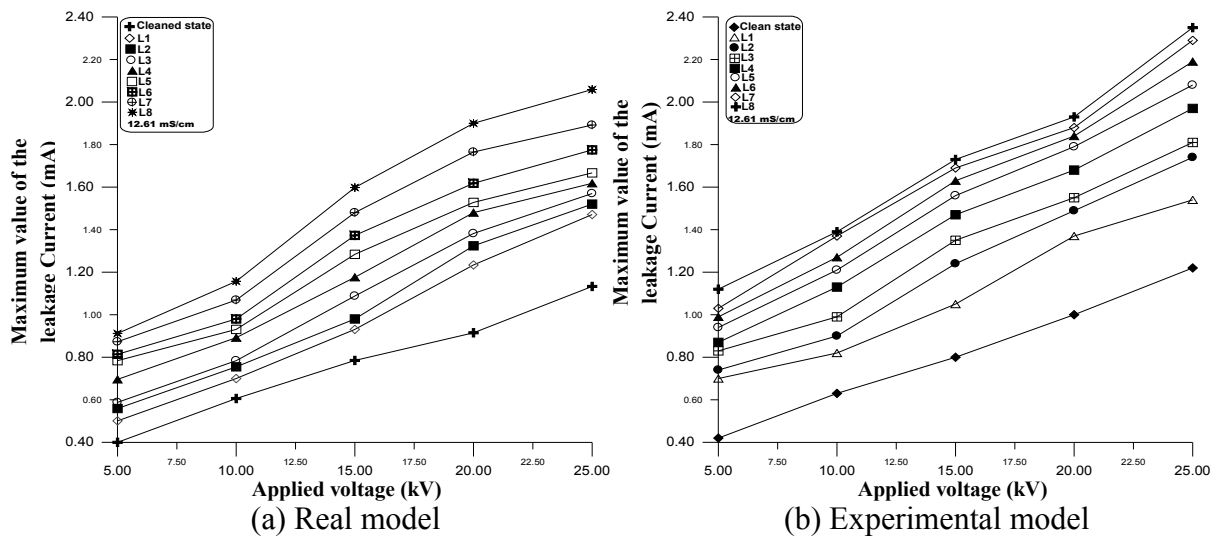 Cleaned state
L1
L2
L3
L4
L5
L6
L7
L8
12.61 mS/cm
2.40
2.20
2.00
1.80
1.60
1.40
1.20
1.00
0.80
0.60
0.40
Maximum value of the
leakage Current (mA)
5.00 7.50 10.00 12.50 15.00 17.50 20.00 22.50 25.00
Applied voltage (kV)
(a) Real model
Clean state
L1
L2
L3
L4
L5
L6
L7
L8
12.61 mS/cm
2.40
2.20
2.00
1.80
1.60
1.40
1.20
1.00
0.80
0.60
0.40
Maximum value of the
leakage Current (mA)
5.00 7.50 10.00 12.50 15.00 17.50 20.00 22.50 25.00
Applied voltage (kV)
(b) Experimental model